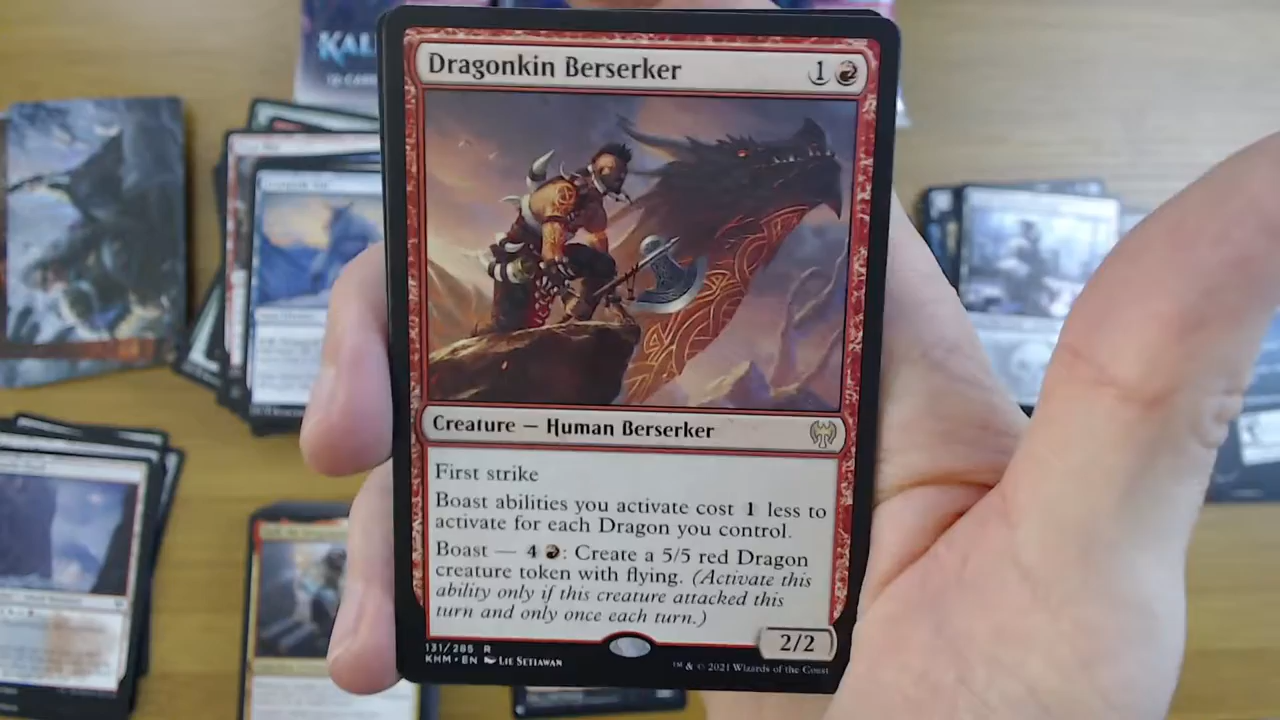 KAL
Dragonkin Berserker 1
Creature — Human Berserker
First strike
Boast abilities you activate cost 1 less to
activate for each Dragon you control.
Boast — 4 : Create a 5/5 red Dragon
creature token with flying. (Activate this
ability only if this creature attacked this
turn and only once each turn.)
2/2
131/285 R
KHM • EN Lie Setiawan
™ & © 2021 Wizards of the Coast